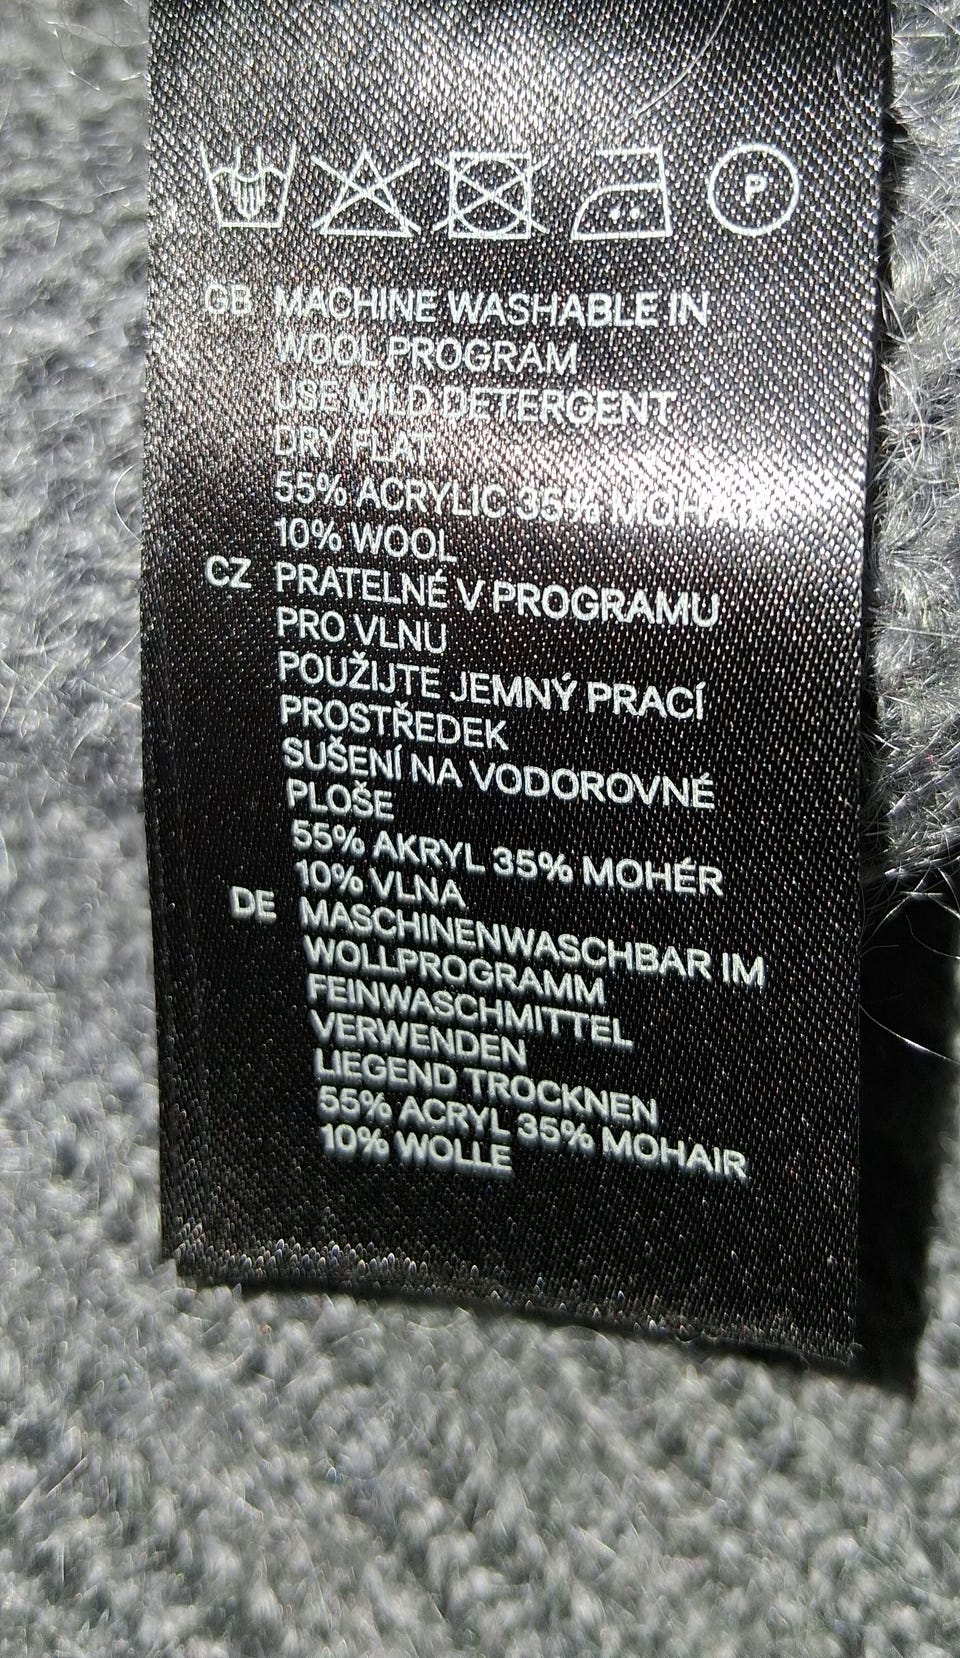 P
GB MACHINE WASHABLE IN
WOOL PROGRAM
USE MILD DETERGENT
DRY FLAT
55% ACRYLIC 35% MOHAIR
10% WOOL
CZ PRATELNÉ V PROGRAMU
PRO VLNU
POUŽIJTE JEMNÝ PRACÍ
PROSTŘEDEK
SUŠENÍ NA VODOROVNÉ
PLOŠE
55% AKRYL 35% MOHÉR
10% VLNA
DE MASCHINENWASCHBAR IM
WOLLPROGRAMM
FEINWASCHMITTEL
VERWENDEN
LIEGEND TROCKNEN
55% ACRYL 35% MOHAIR
10% WOLLE